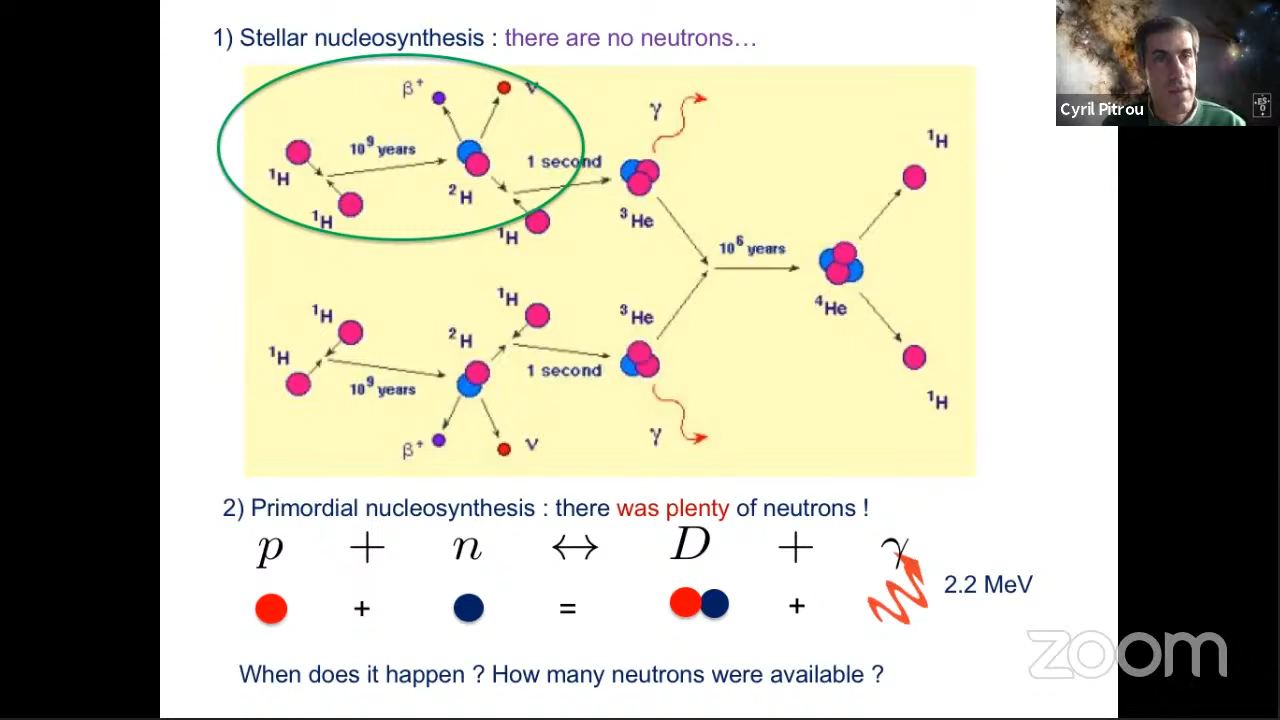 1) Stellar nucleosynthesis : there are no neutrons…
Cyril Pitrou
β⁺
ν
γ
¹H
10⁹ years
1 second
¹H
²H
³He
¹H
¹H
10⁶ years
¹H
¹H
³He
⁴He
¹H
²H
¹H
10⁹ years
1 second
¹H
β⁺
ν
γ
2) Primordial nucleosynthesis : there was plenty of neutrons !
p + n ↔ D + γ
+ = + 2.2 MeV
zoom
When does it happen ? How many neutrons were available ?